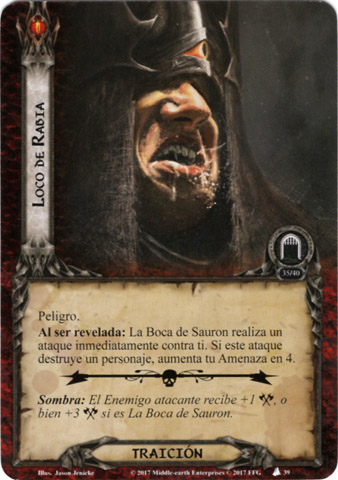 LOCO DE RABIA
35/40
Peligro.
Al ser revelada: La Boca de Sauron realiza un
ataque inmediatamente contra ti. Si este ataque
destruye un personaje, aumenta tu Amenaza en 4.
Sombra: El Enemigo atacante recibe +1 , o
bien +3 si es La Boca de Sauron.
TRAICIÓN
Illus. Jason Jenicke
© 2017 Middle-earth Enterprises © 2017 FFG
39